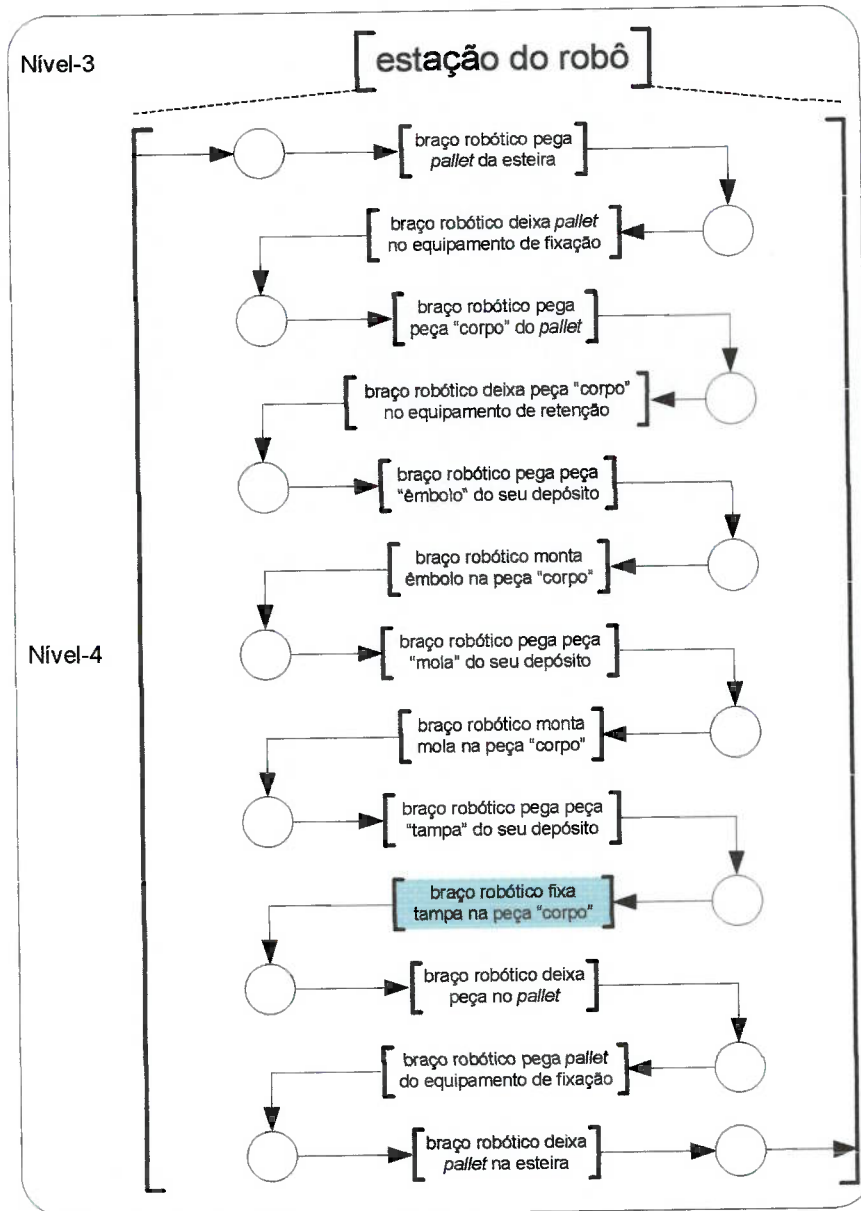 Nível-3
estação do robô
braço robótico pega
pallet da esteira
braço robótico deixa pallet
no equipamento de fixação
braço robótico pega
peça "corpo" do pallet
braço robótico deixa peça "corpo"
no equipamento de retenção
braço robótico pega peça
"êmbolo" do seu depósito
braço robótico monta
êmbolo na peça "corpo"
Nível-4
braço robótico pega peça
"mola" do seu depósito
braço robótico monta
mola na peça "corpo"
braço robótico pega peça
"tampa" do seu depósito
braço robótico fixa
tampa na peça "corpo"
braço robótico deixa
peça no pallet
braço robótico pega pallet
do equipamento de fixação
braço robótico deixa
pallet na esteira